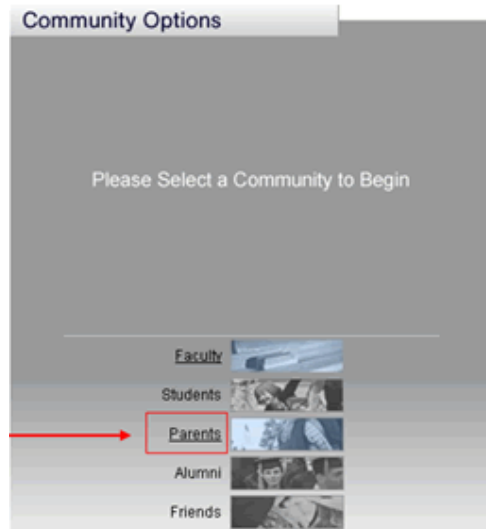 Community Options
Please Select a Community to Begin
Faculty
Students
Parents
Alumni
Friends